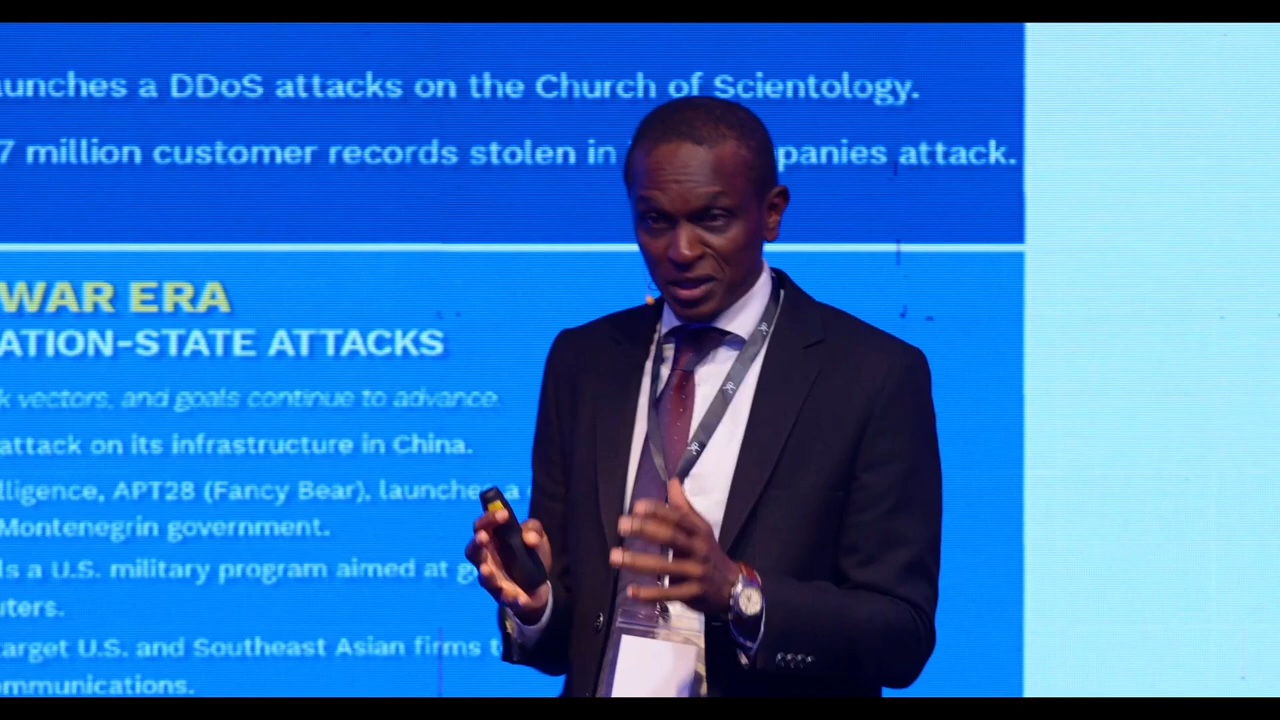 aunches a DDoS attacks on the Church of Scientology.
7 million customer records stolen in panies attack.
WAR ERA
ATION-STATE ATTACKS
k vectors, and goals continue to advance.
attack on its infrastructure in China.
lligence, APT28 (Fancy Bear), launches a
Montenegrin government.
ls a U.S. military program aimed at g
uters.
arget U.S. and Southeast Asian firms t
ommunications.